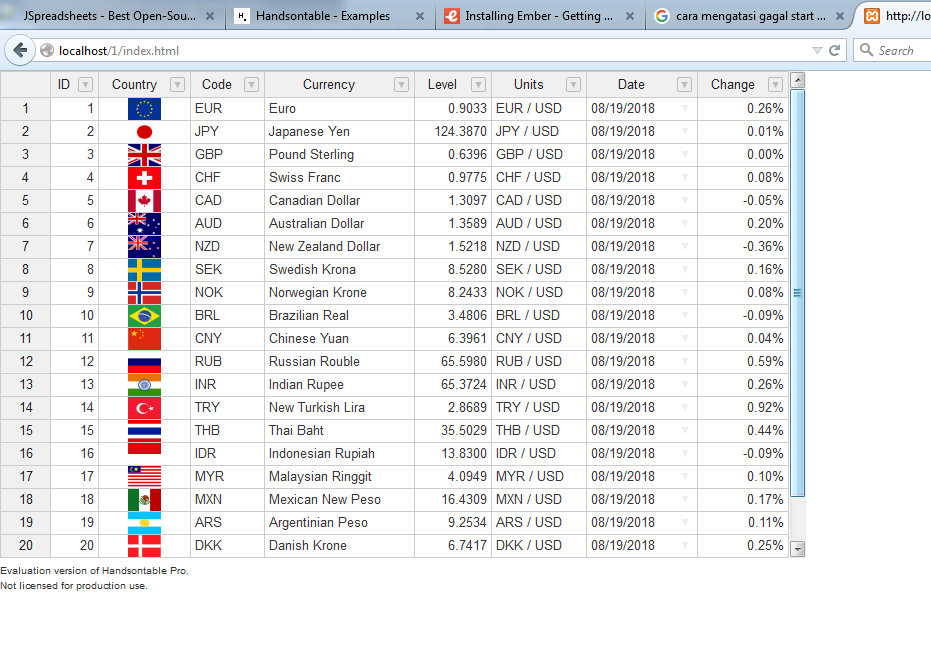 JSpreadsheets - Best Open-Sou... × H. Handsontable - Examples × Installing Ember - Getting ... × cara mengatasi gagal start ... × http://lo
localhost/1/index.html Search
ID Country Code Currency Level Units Date Change
1 1 EUR Euro 0.9033 EUR / USD 08/19/2018 0.26%
2 2 JPY Japanese Yen 124.3870 JPY / USD 08/19/2018 0.01%
3 3 GBP Pound Sterling 0.6396 GBP / USD 08/19/2018 0.00%
4 4 CHF Swiss Franc 0.9775 CHF / USD 08/19/2018 0.08%
5 5 CAD Canadian Dollar 1.3097 CAD / USD 08/19/2018 -0.05%
6 6 AUD Australian Dollar 1.3589 AUD / USD 08/19/2018 0.20%
7 7 NZD New Zealand Dollar 1.5218 NZD / USD 08/19/2018 -0.36%
8 8 SEK Swedish Krona 8.5280 SEK / USD 08/19/2018 0.16%
9 9 NOK Norwegian Krone 8.2433 NOK / USD 08/19/2018 0.08%
10 10 BRL Brazilian Real 3.4806 BRL / USD 08/19/2018 -0.09%
11 11 CNY Chinese Yuan 6.3961 CNY / USD 08/19/2018 0.04%
12 12 RUB Russian Rouble 65.5980 RUB / USD 08/19/2018 0.59%
13 13 INR Indian Rupee 65.3724 INR / USD 08/19/2018 0.26%
14 14 TRY New Turkish Lira 2.8689 TRY / USD 08/19/2018 0.92%
15 15 THB Thai Baht 35.5029 THB / USD 08/19/2018 0.44%
16 16 IDR Indonesian Rupiah 13.8300 IDR / USD 08/19/2018 -0.09%
17 17 MYR Malaysian Ringgit 4.0949 MYR / USD 08/19/2018 0.10%
18 18 MXN Mexican New Peso 16.4309 MXN / USD 08/19/2018 0.17%
19 19 ARS Argentinian Peso 9.2534 ARS / USD 08/19/2018 0.11%
20 20 DKK Danish Krone 6.7417 DKK / USD 08/19/2018 0.25%
Evaluation version of Handsontable Pro.
Not licensed for production use.